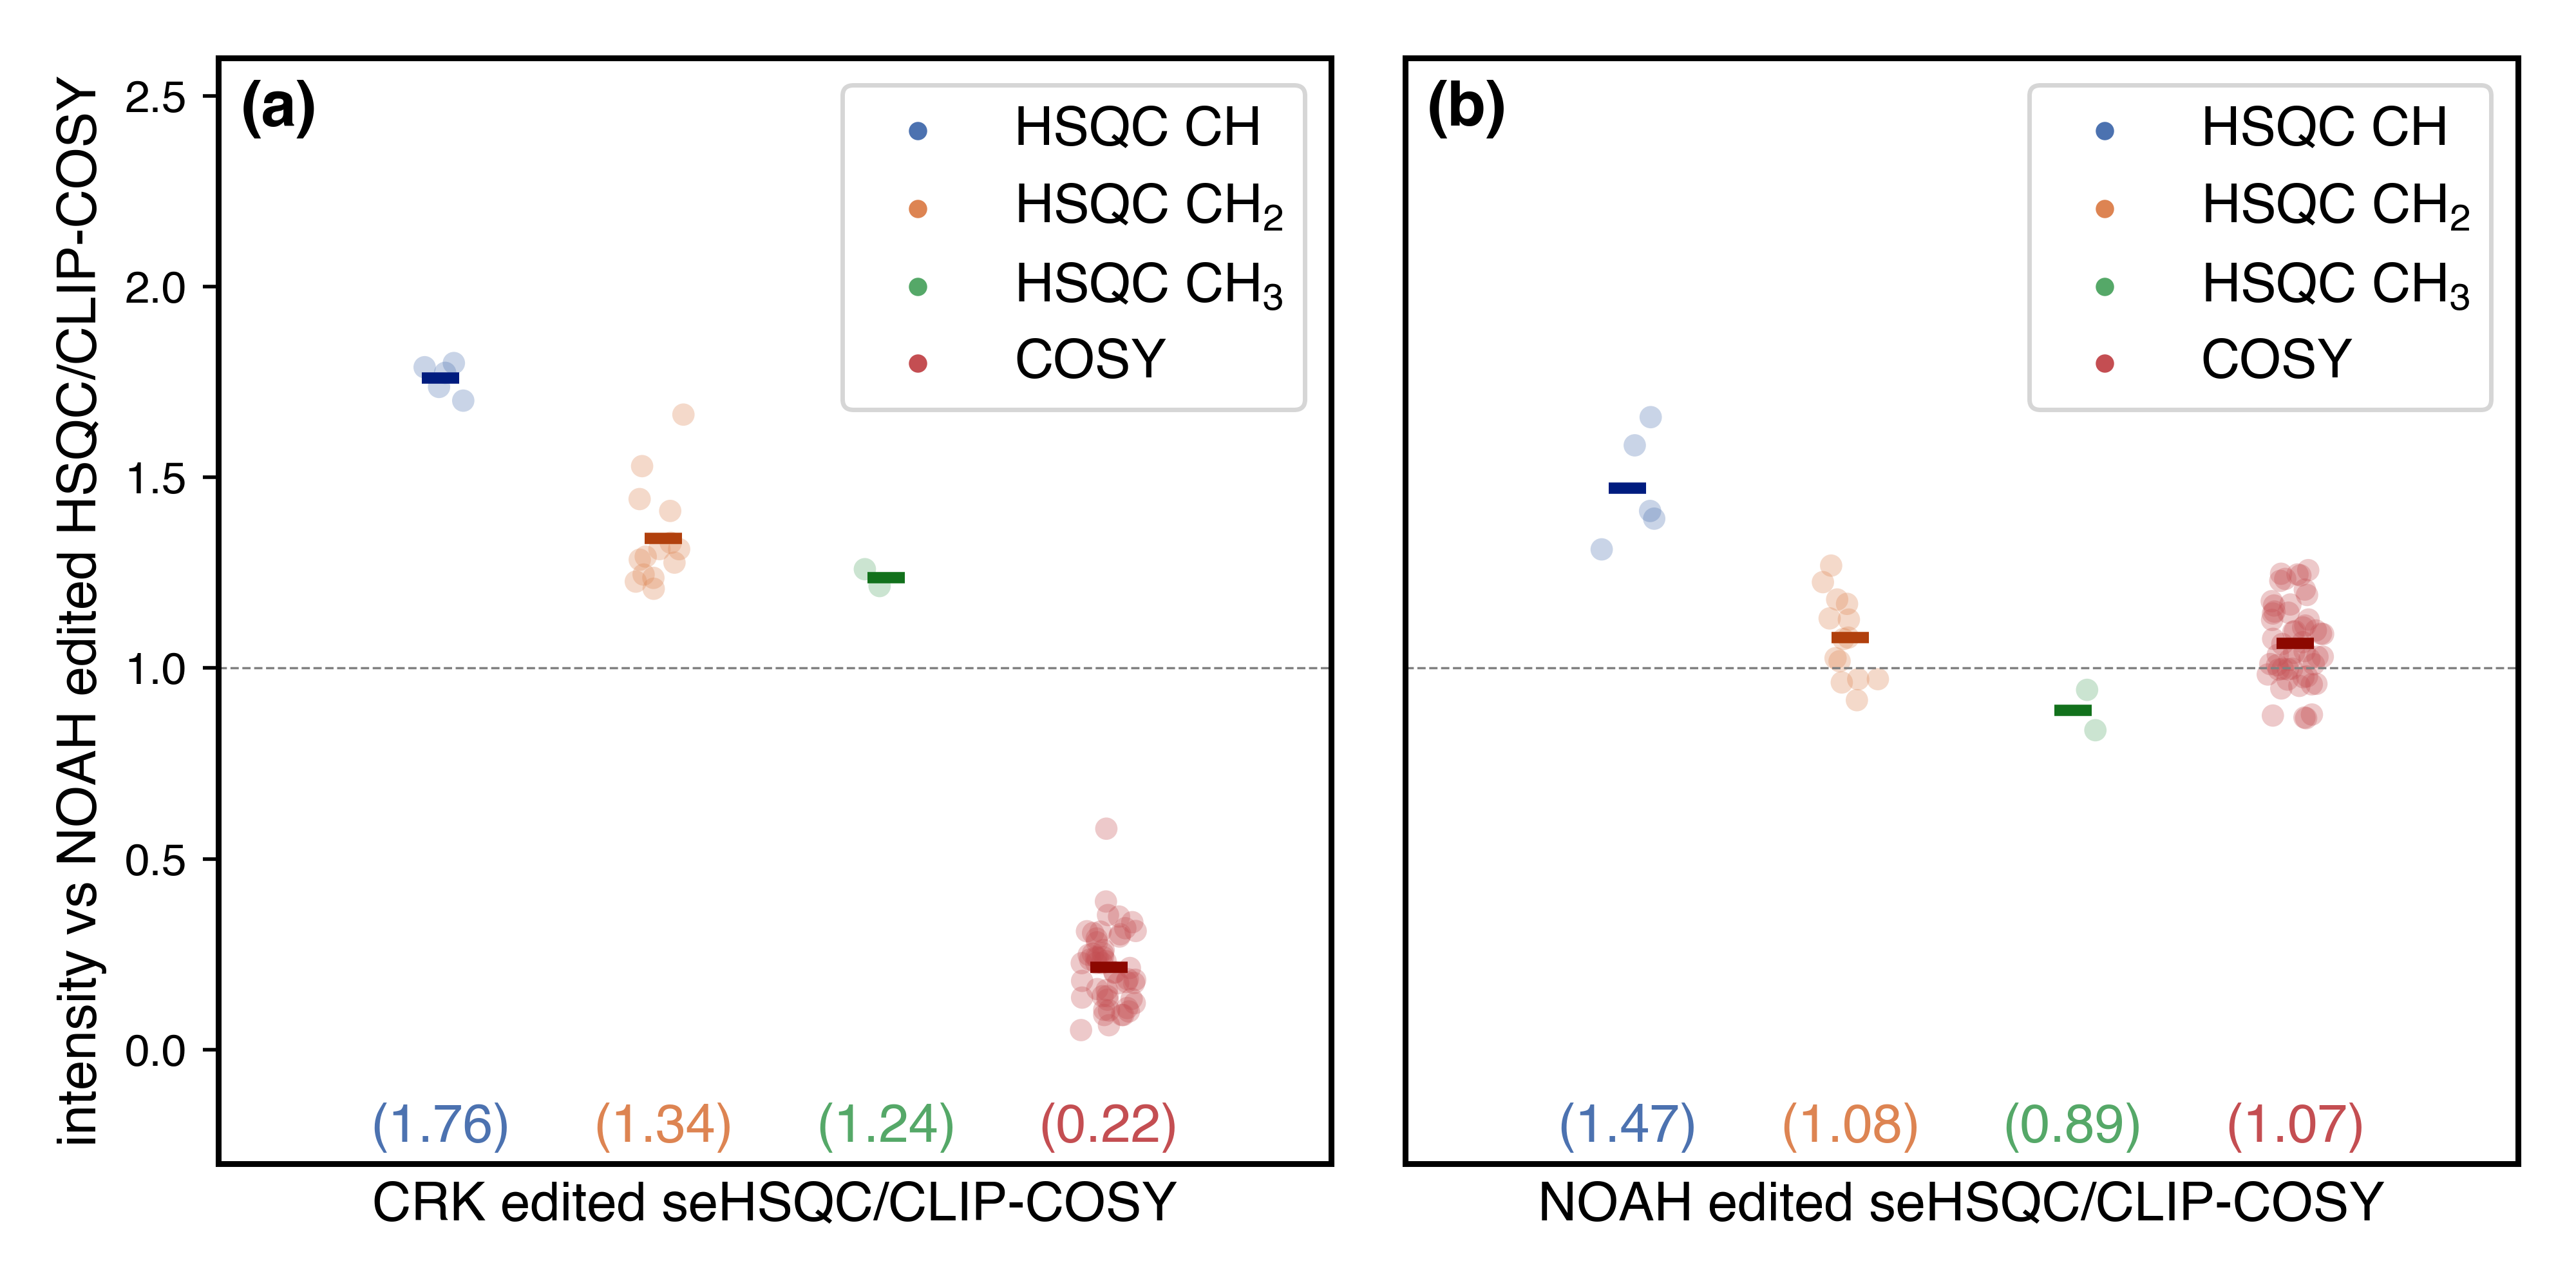 intensity vs NOAH edited HSQC/CLIP-COSY
2.5
2.0
1.5
1.0
0.5
0.0
(a)
HSQC CH
HSQC CH₂
HSQC CH₃
COSY
(1.76) (1.34) (1.24) (0.22)
CRK edited seHSQC/CLIP-COSY
(b)
HSQC CH
HSQC CH₂
HSQC CH₃
COSY
(1.47) (1.08) (0.89) (1.07)
NOAH edited seHSQC/CLIP-COSY